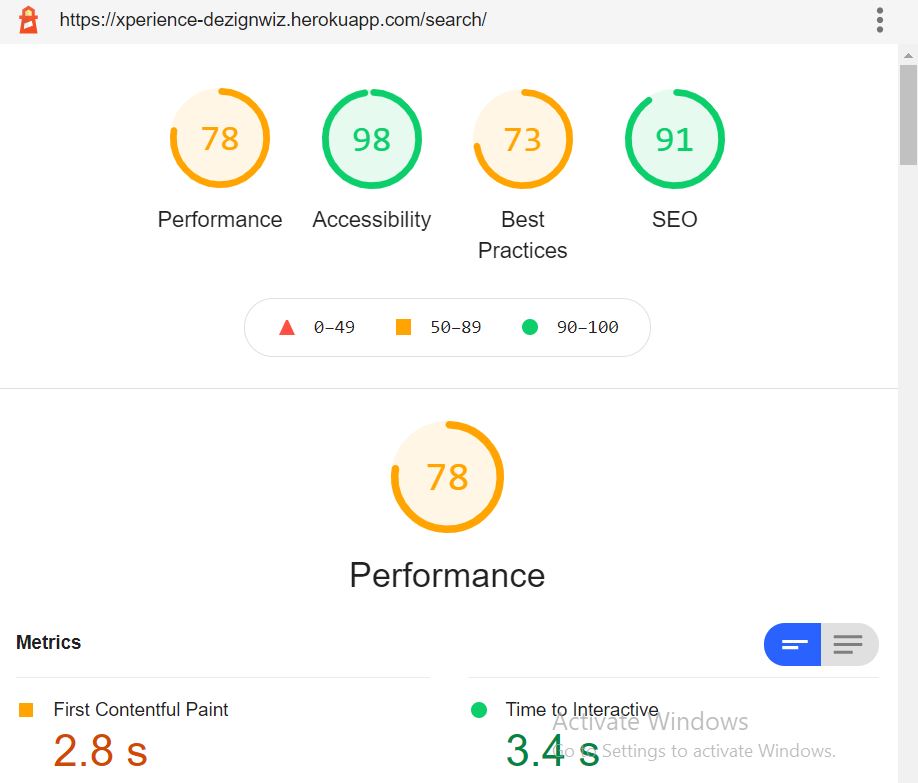 https://xperience-dezignwiz.herokuapp.com/search/
78 98 73 91
Performance Accessibility Best Practices SEO
0–49 50–89 90–100
78
Performance
Metrics
First Contentful Paint
2.8 s
Time to Interactive
3.4 s
Activate Windows
Go to Settings to activate Windows.